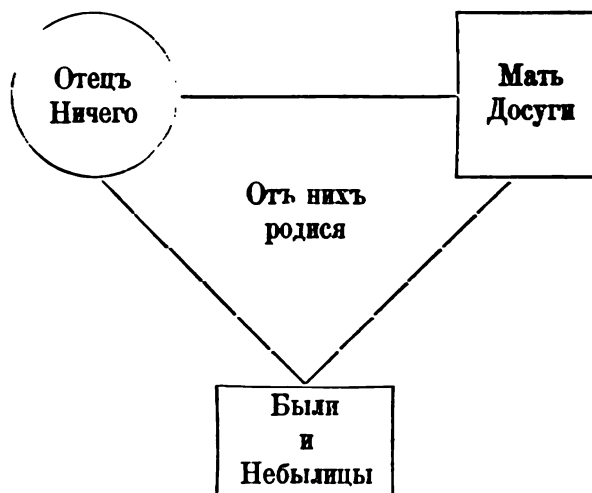 Отецъ
Ничего
Мать
Досуги
Отъ нихъ
родися
Были
и
Небылицы